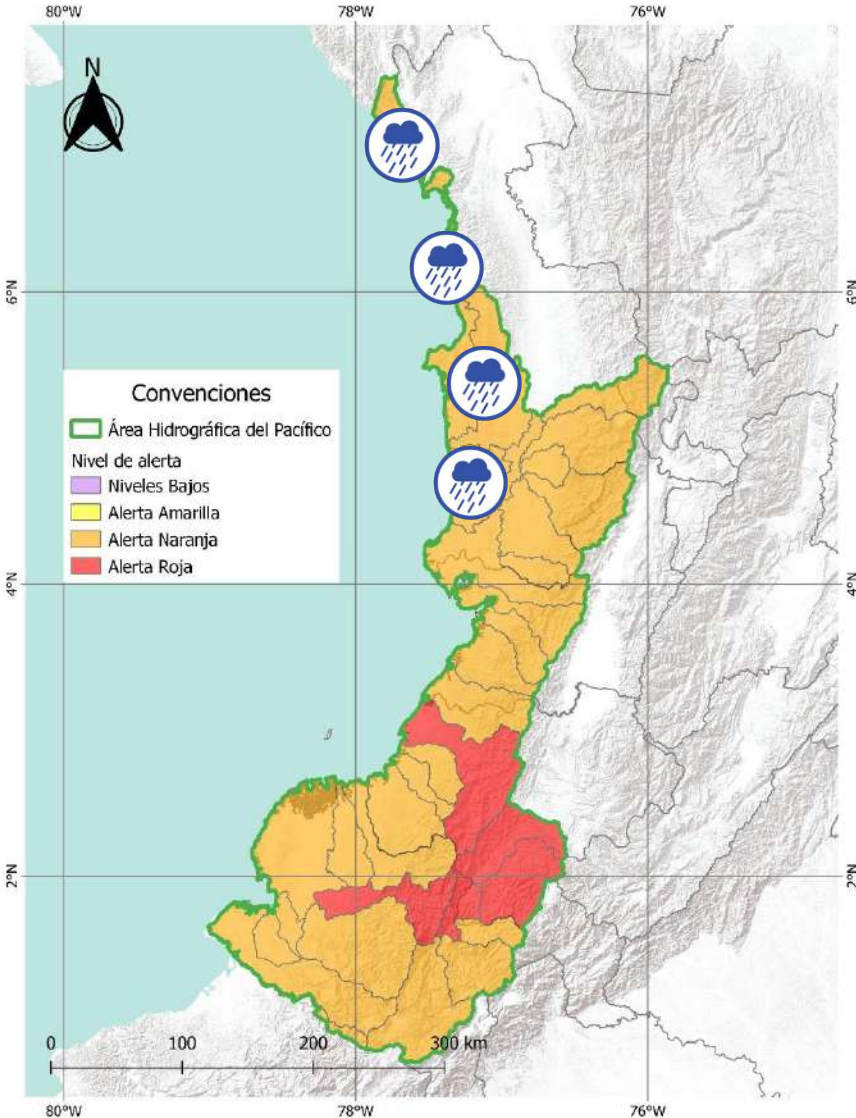 80°W 78°W 76°W
N
6°N 6°N
Convenciones
Área Hidrográfica del Pacífico
Nivel de alerta
Niveles Bajos
Alerta Amarilla
Alerta Naranja
Alerta Roja
4°N 4°N
2°N 2°N
0 100 200 300 km
80°W 78°W 76°W